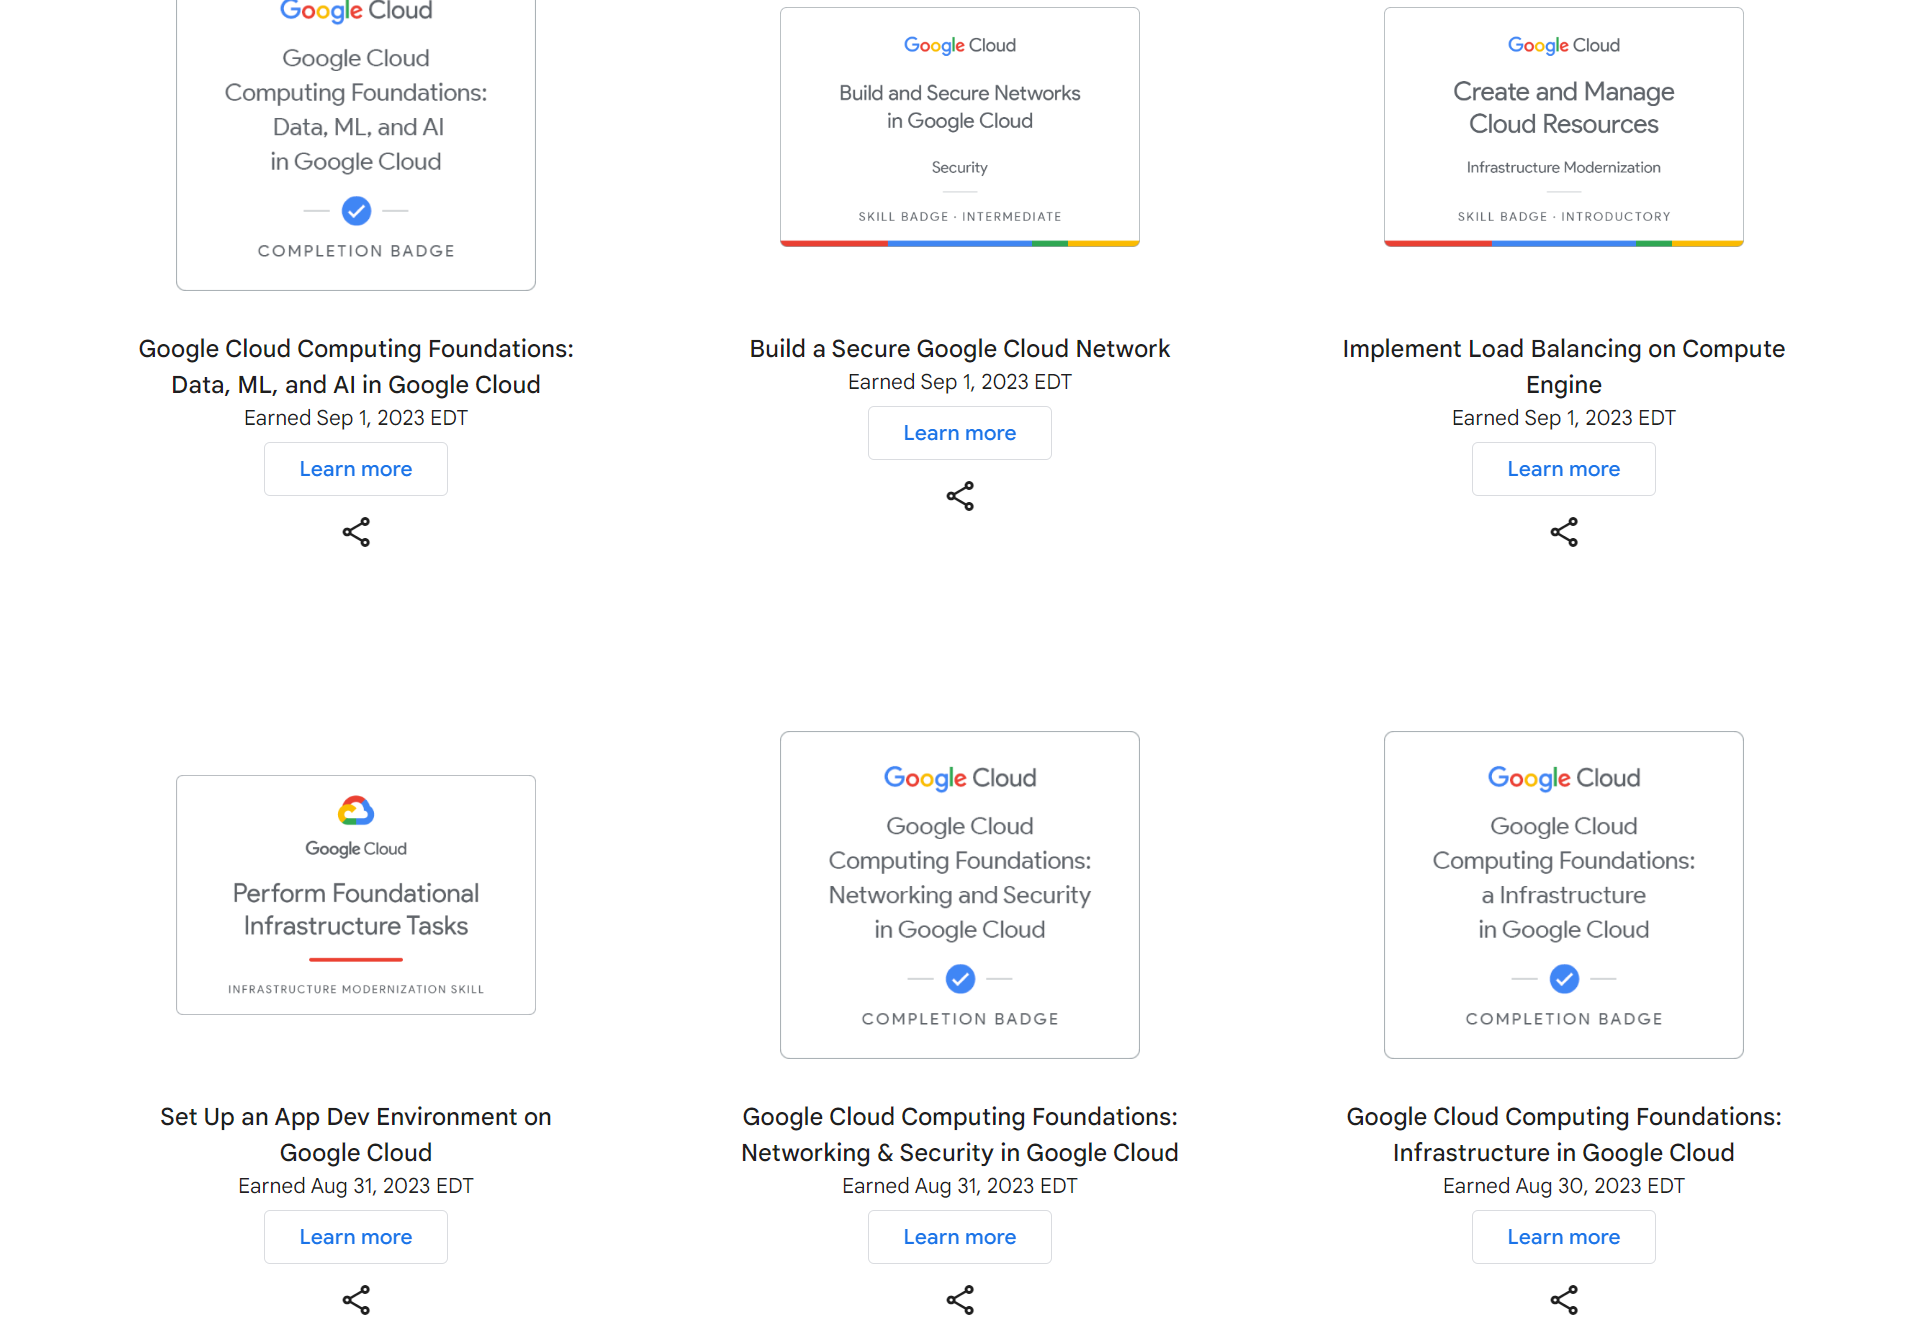 Google Cloud
Google Cloud
Computing Foundations:
Data, ML, and AI
in Google Cloud
COMPLETION BADGE
Google Cloud Computing Foundations:
Data, ML, and AI in Google Cloud
Earned Sep 1, 2023 EDT
Learn more
Google Cloud
Build and Secure Networks
in Google Cloud
Security
SKILL BADGE · INTERMEDIATE
Build a Secure Google Cloud Network
Earned Sep 1, 2023 EDT
Learn more
Google Cloud
Create and Manage
Cloud Resources
Infrastructure Modernization
SKILL BADGE · INTRODUCTORY
Implement Load Balancing on Compute
Engine
Earned Sep 1, 2023 EDT
Learn more
Google Cloud
Perform Foundational
Infrastructure Tasks
INFRASTRUCTURE MODERNIZATION SKILL
Set Up an App Dev Environment on
Google Cloud
Earned Aug 31, 2023 EDT
Learn more
Google Cloud
Google Cloud
Computing Foundations:
Networking and Security
in Google Cloud
COMPLETION BADGE
Google Cloud Computing Foundations:
Networking & Security in Google Cloud
Earned Aug 31, 2023 EDT
Learn more
Google Cloud
Google Cloud
Computing Foundations:
a Infrastructure
in Google Cloud
COMPLETION BADGE
Google Cloud Computing Foundations:
Infrastructure in Google Cloud
Earned Aug 30, 2023 EDT
Learn more